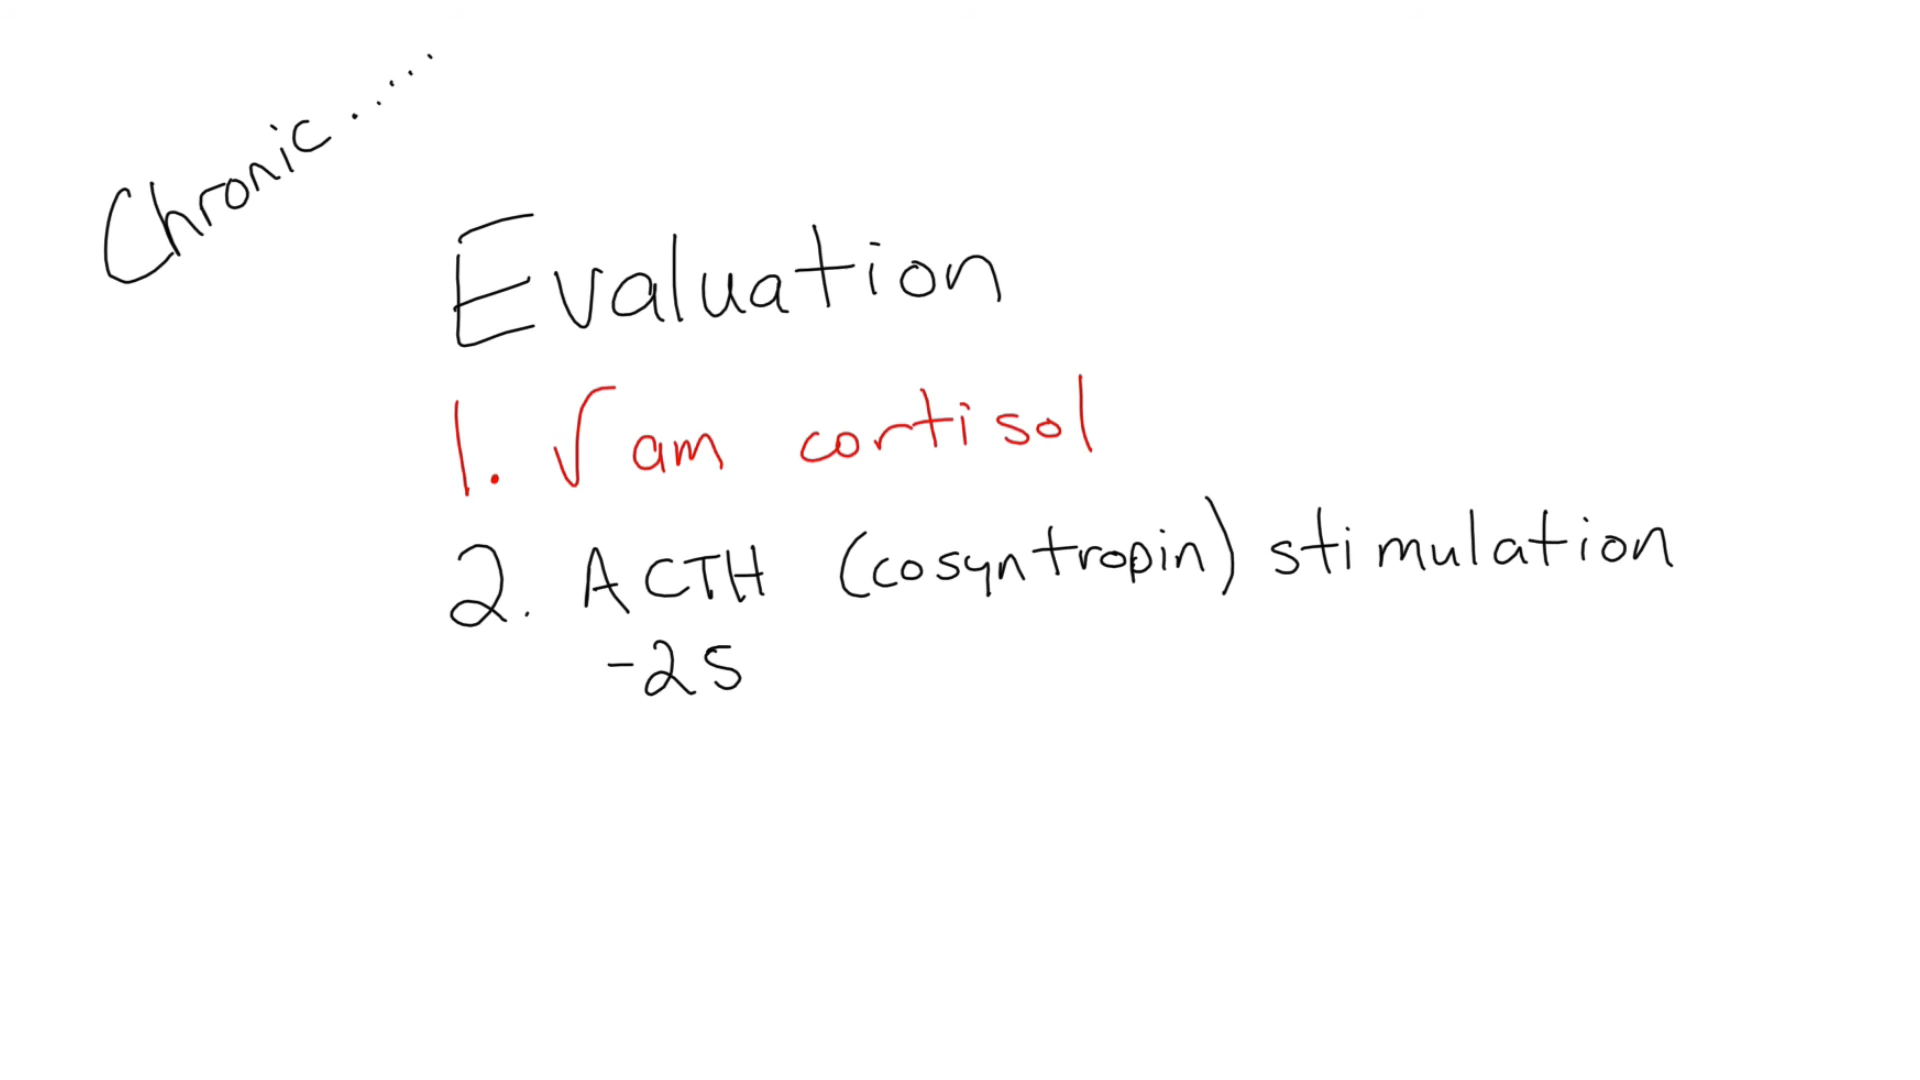 Chronic.....
Evaluation
1. √ am cortisol
2. ACTH (cosyntropin) stimulation
-25